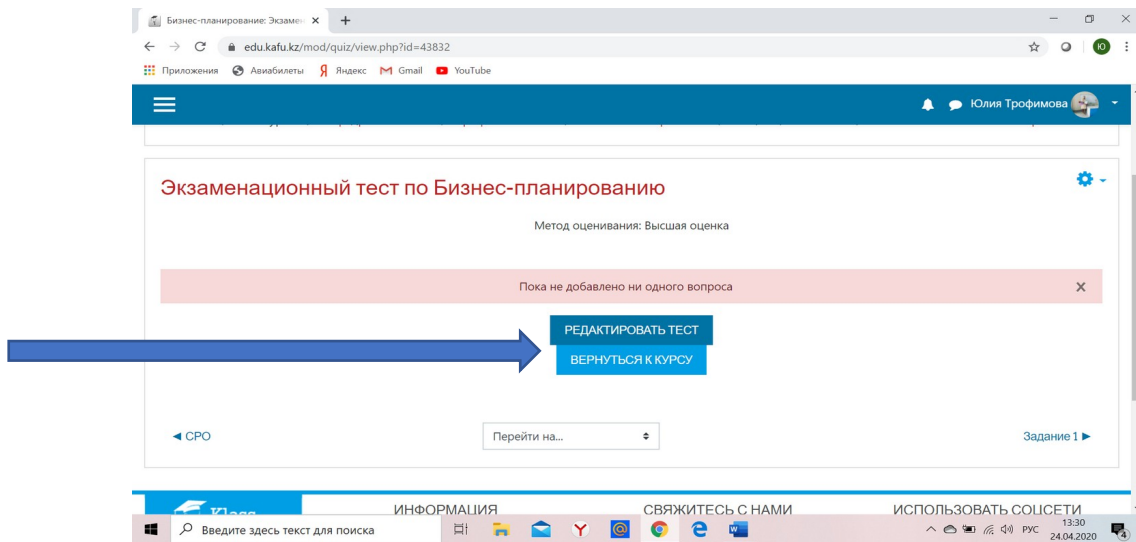 Бизнес-планирование: Экзамен
edu.kafu.kz/mod/quiz/view.php?id=43832
Ю
Приложения Авиабилеты Яндекс Gmail YouTube
Юлия Трофимова
Экзаменационный тест по Бизнес-планированию
Метод оценивания: Высшая оценка
Пока не добавлено ни одного вопроса
РЕДАКТИРОВАТЬ ТЕСТ
ВЕРНУТЬСЯ К КУРСУ
◄ СРО
Перейти на...
Задание 1 ►
Klass
ИНФОРМАЦИЯ
СВЯЖИТЕСЬ С НАМИ
ИСПОЛЬЗОВАТЬ СОЦСЕТИ
Введите здесь текст для поиска
РУС
13:30
24.04.2020
4